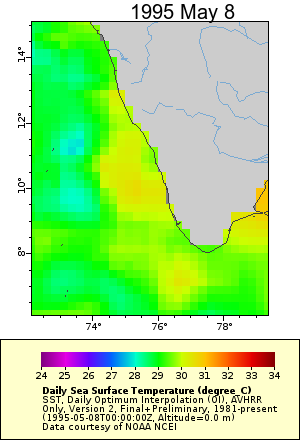 1995 May 8
14°
12°
10°
8°
74° 76° 78°
24 25 26 27 28 29 30 31 32 33 34
Daily Sea Surface Temperature (degree_C)
SST, Daily Optimum Interpolation (OI), AVHRR
Only, Version 2, Final+Preliminary, 1981-present
(1995-05-08T00:00:00Z, Altitude=0.0 m)
Data courtesy of NOAA NCEI